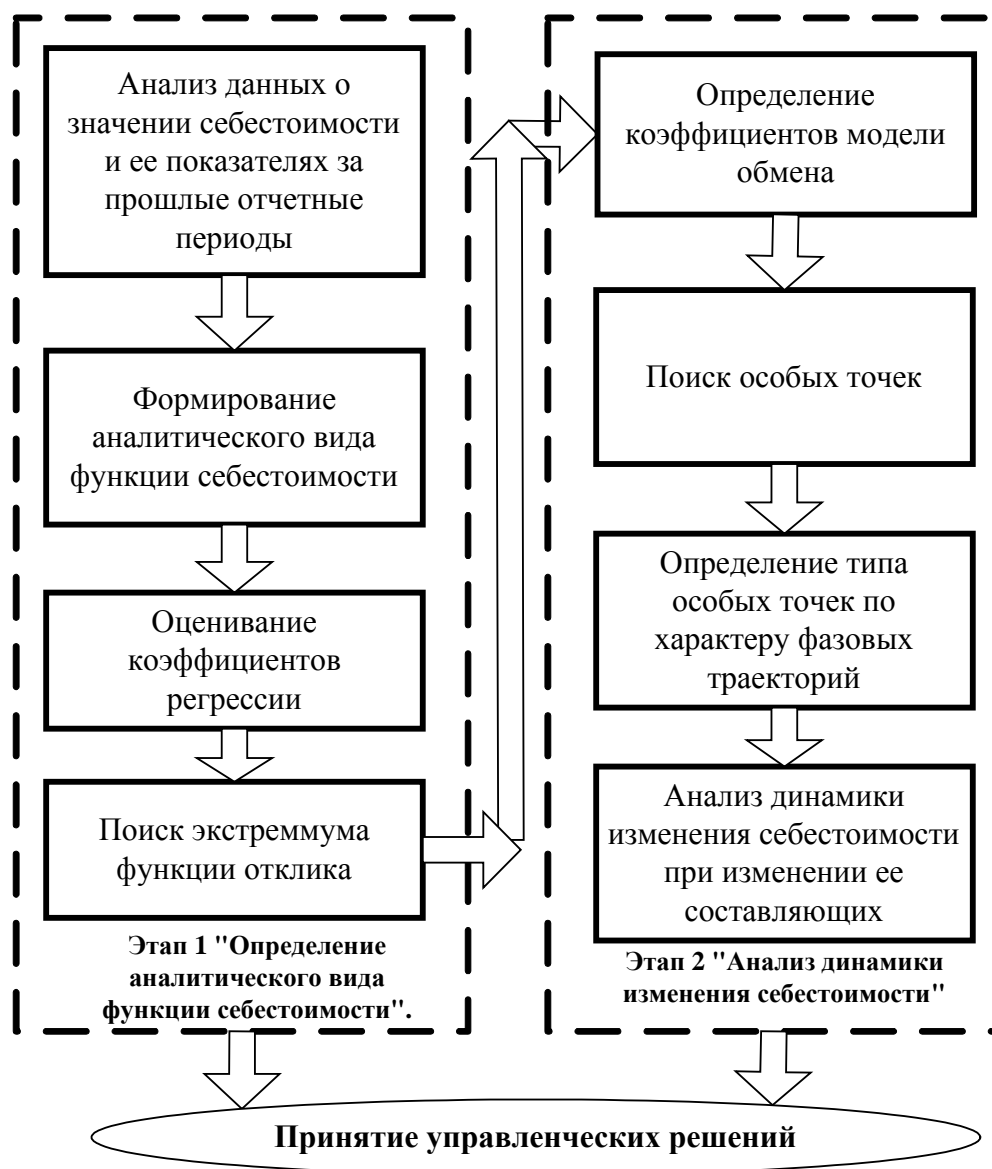 Анализ данных о
значении себестоимости
и ее показателях за
прошлые отчетные
периоды
Формирование
аналитического вида
функции себестоимости
Оценивание
коэффициентов
регрессии
Поиск экстреммума
функции отклика
Этап 1 "Определение
аналитического вида
функции себестоимости".
Определение
коэффициентов модели
обмена
Поиск особых точек
Определение типа
особых точек по
характеру фазовых
траекторий
Анализ динамики
изменения себестоимости
при изменении ее
составляющих
Этап 2 "Анализ динамики
изменения себестоимости"
Принятие управленческих решений